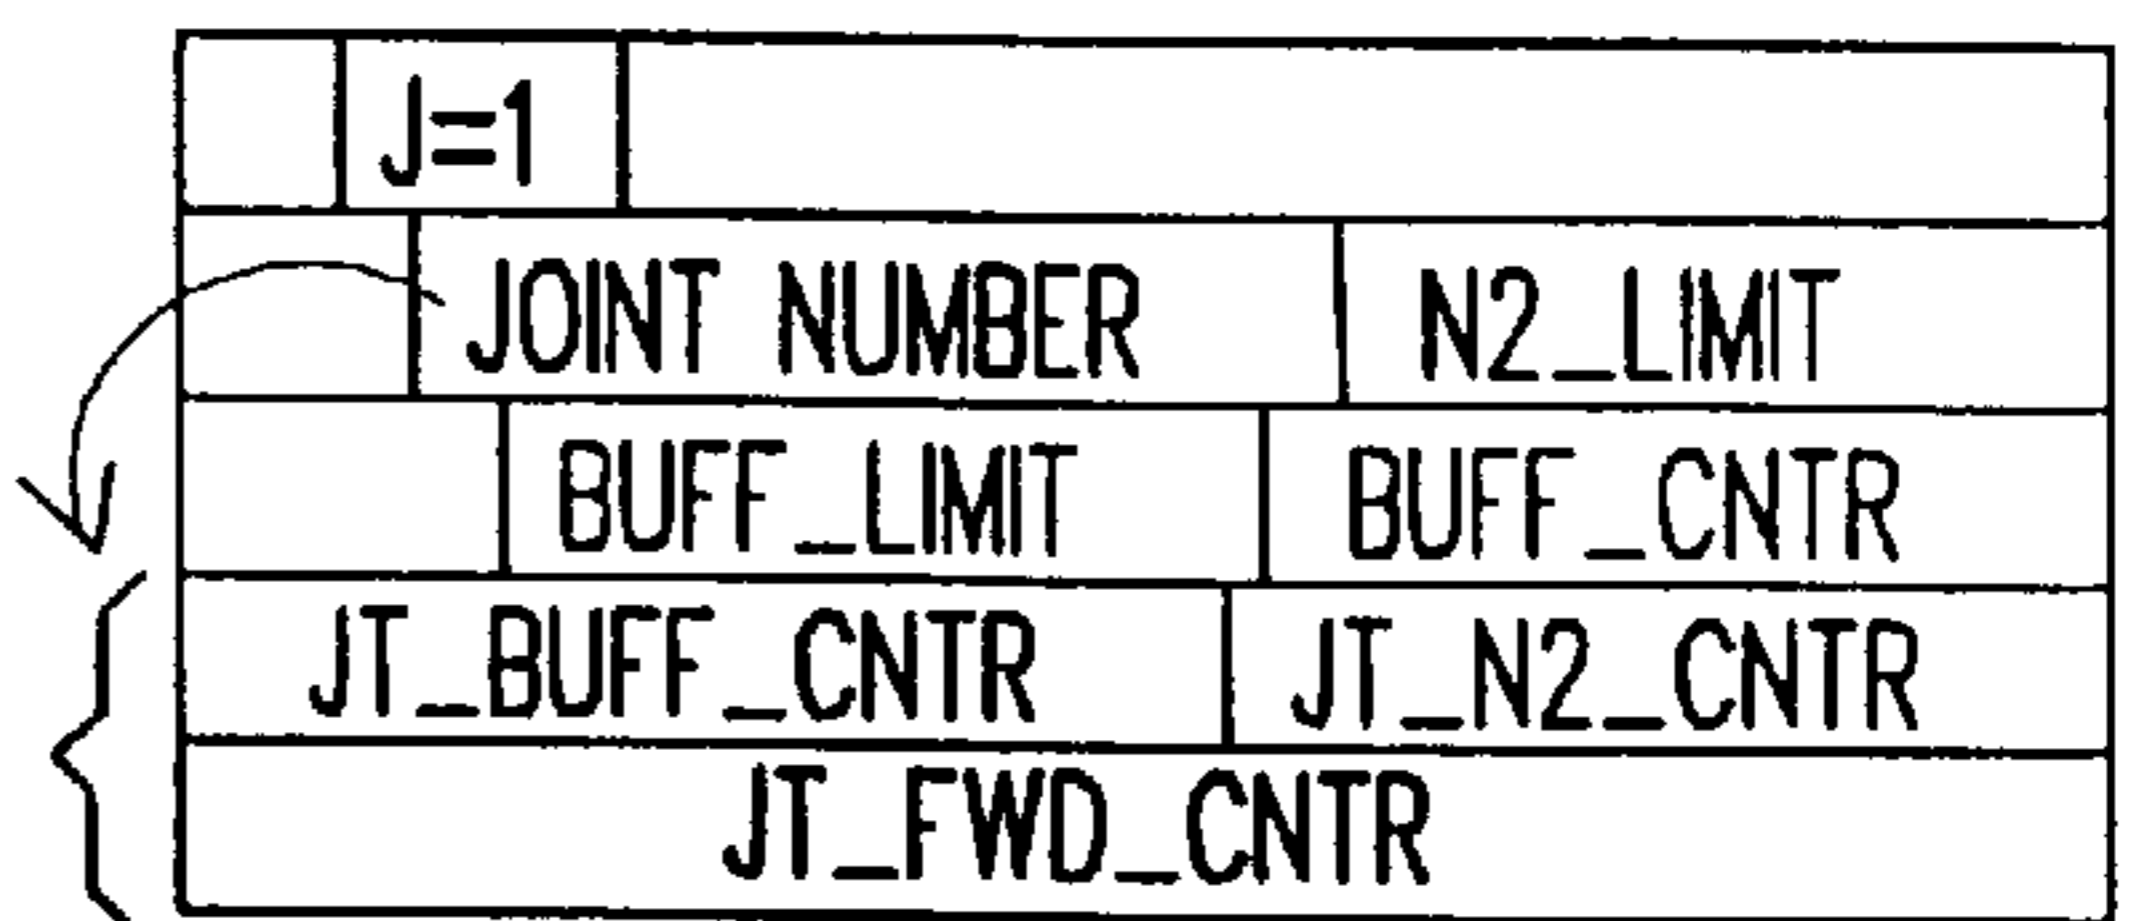 J=1
JOINT NUMBER N2_LIMIT
BUFF_LIMIT BUFF_CNTR
JT_BUFF_CNTR JT_N2_CNTR
JT_FWD_CNTR